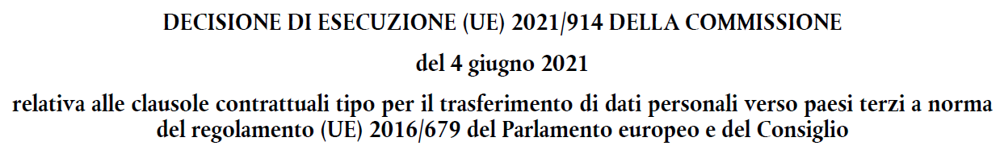 DECISIONE DI ESECUZIONE (UE) 2021/914 DELLA COMMISSIONE
del 4 giugno 2021
relativa alle clausole contrattuali tipo per il trasferimento di dati personali verso paesi terzi a norma
del regolamento (UE) 2016/679 del Parlamento europeo e del Consiglio